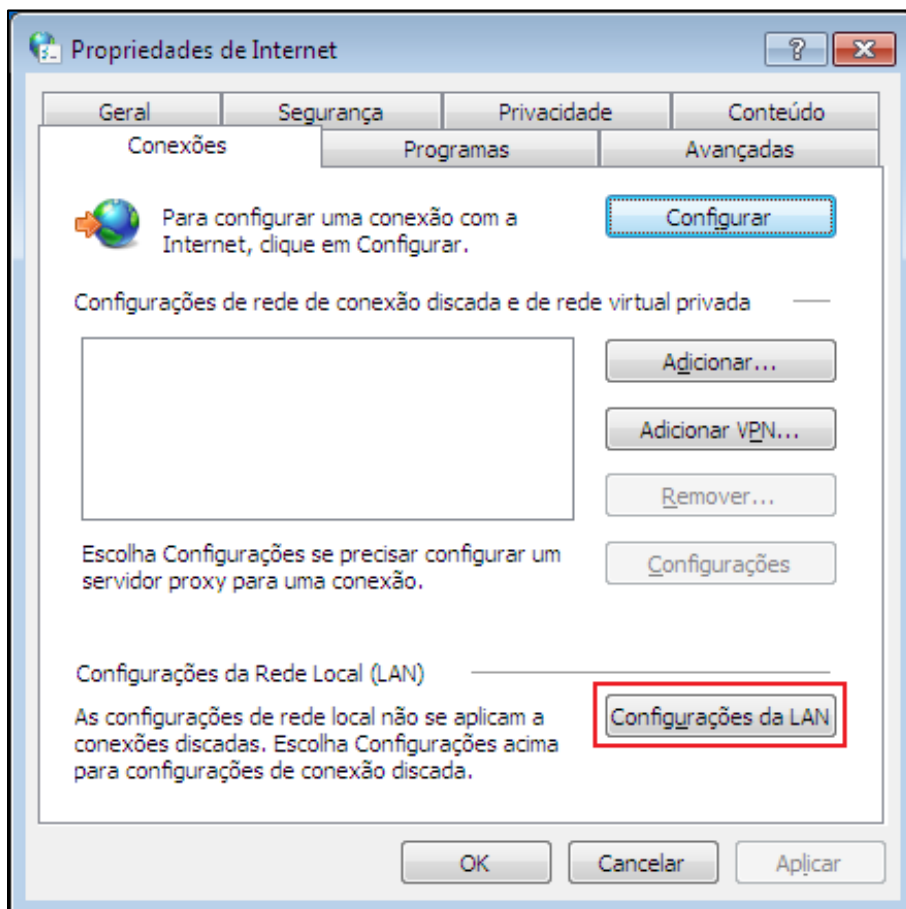 Propriedades de Internet
Geral
Segurança
Privacidade
Conteúdo
Conexões
Programas
Avançadas
Para configurar uma conexão com a
Internet, clique em Configurar.
Configurar
Configurações de rede de conexão discada e de rede virtual privada
Adicionar...
Adicionar VPN...
Remover...
Escolha Configurações se precisar configurar um
servidor proxy para uma conexão.
Configurações
Configurações da Rede Local (LAN)
As configurações de rede local não se aplicam a
conexões discadas. Escolha Configurações acima
para configurações de conexão discada.
Configurações da LAN
OK
Cancelar
Aplicar